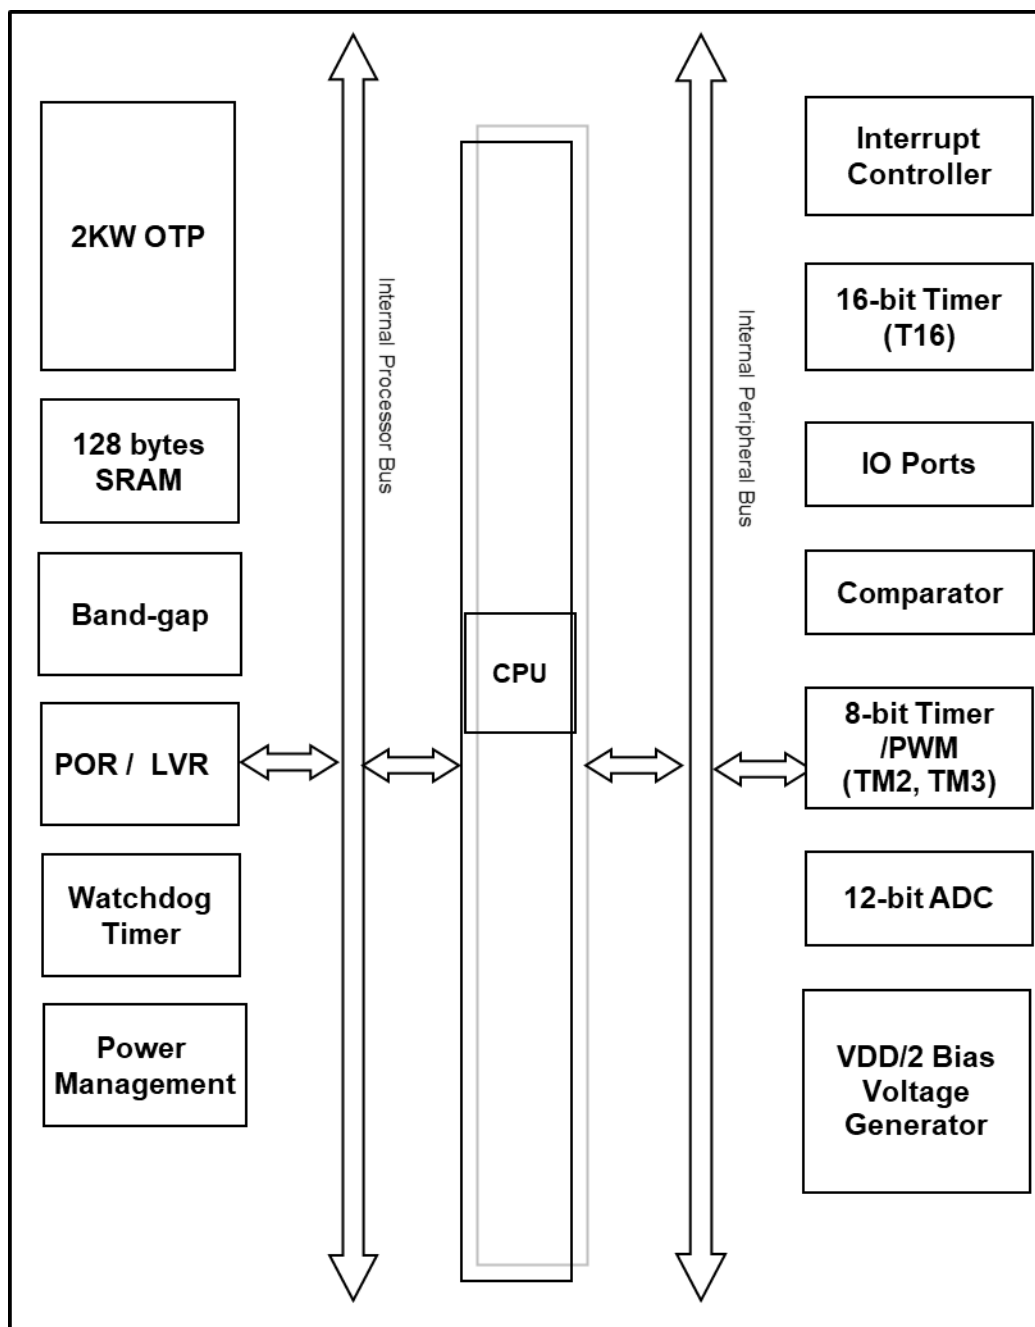 2KW OTP
128 bytes
SRAM
Band-gap
POR / LVR
Watchdog
Timer
Power
Management
Internal Processor Bus
CPU
Internal Peripheral Bus
Interrupt
Controller
16-bit Timer
(T16)
IO Ports
Comparator
8-bit Timer
/PWM
(TM2, TM3)
12-bit ADC
VDD/2 Bias
Voltage
Generator